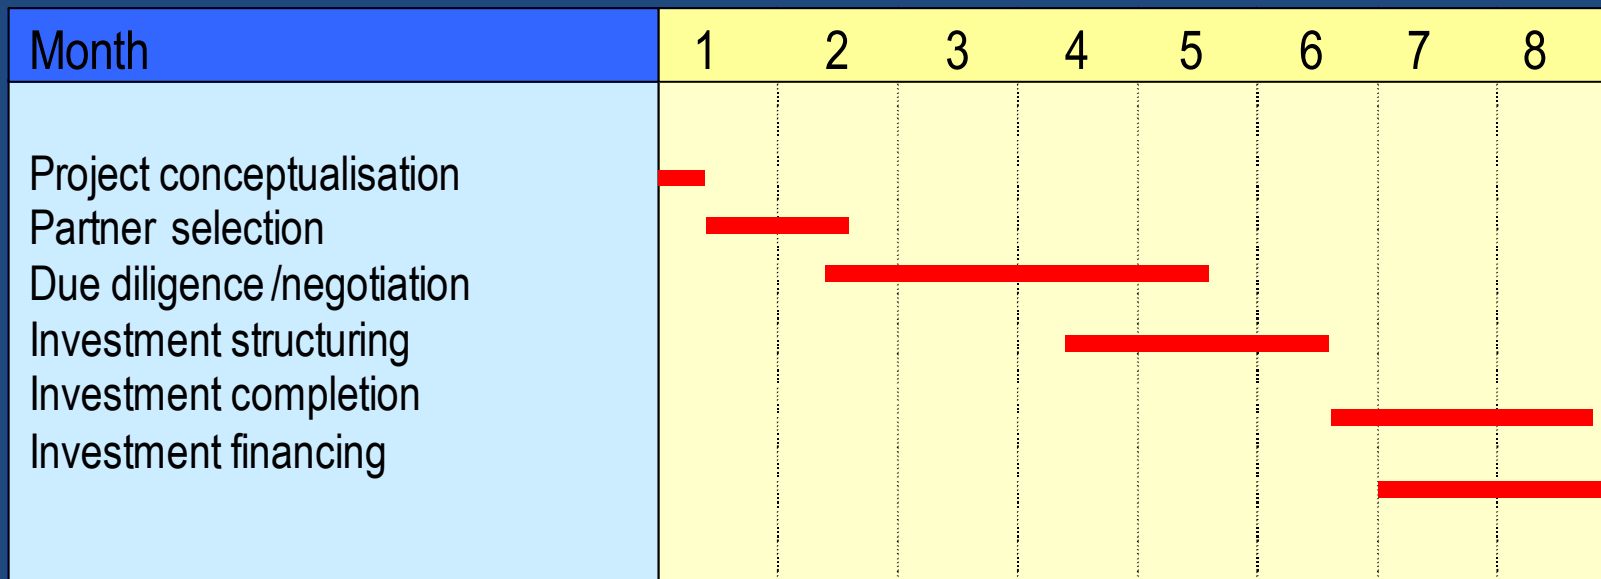 Month 1 2 3 4 5 6 7 8
Project conceptualisation
Partner selection
Due diligence /negotiation
Investment structuring
Investment completion
Investment financing